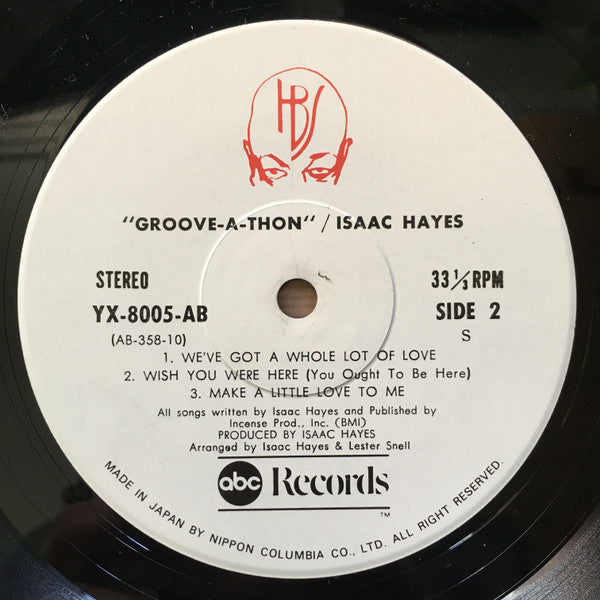 HBS
"GROOVE-A-THON" / ISAAC HAYES
STEREO
33⅓RPM
YX-8005-AB
SIDE 2
(AB-358-10)
S
1. WE'VE GOT A WHOLE LOT OF LOVE
2. WISH YOU WERE HERE (You Ought To Be Here)
3. MAKE A LITTLE LOVE TO ME
All songs written by Isaac Hayes and Published by
Incense Prod., Inc. (BMI)
PRODUCED BY ISAAC HAYES
Arranged by Isaac Hayes & Lester Snell
abc Records
TM
MADE IN JAPAN BY NIPPON COLUMBIA CO., LTD. ALL RIGHT RESERVED.